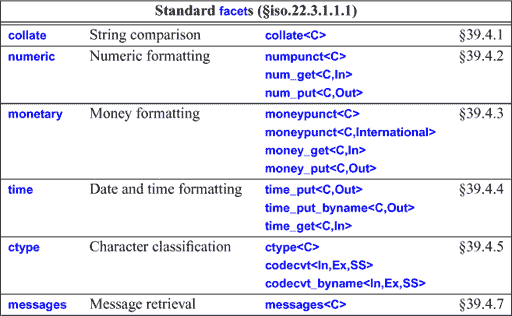 Standard facets (§iso.22.3.1.1.1)
collate String comparison collate<C> §39.4.1
numeric Numeric formatting numpunct<C> §39.4.2
num_get<C,In>
num_put<C,Out>
monetary Money formatting moneypunct<C> §39.4.3
moneypunct<C,International>
money_get<C,In>
money_put<C,Out>
time Date and time formatting time_put<C,Out> §39.4.4
time_put_byname<C,Out>
time_get<C,In>
ctype Character classification ctype<C> §39.4.5
codecvt<In,Ex,SS>
codecvt_byname<In,Ex,SS>
messages Message retrieval messages<C> §39.4.7